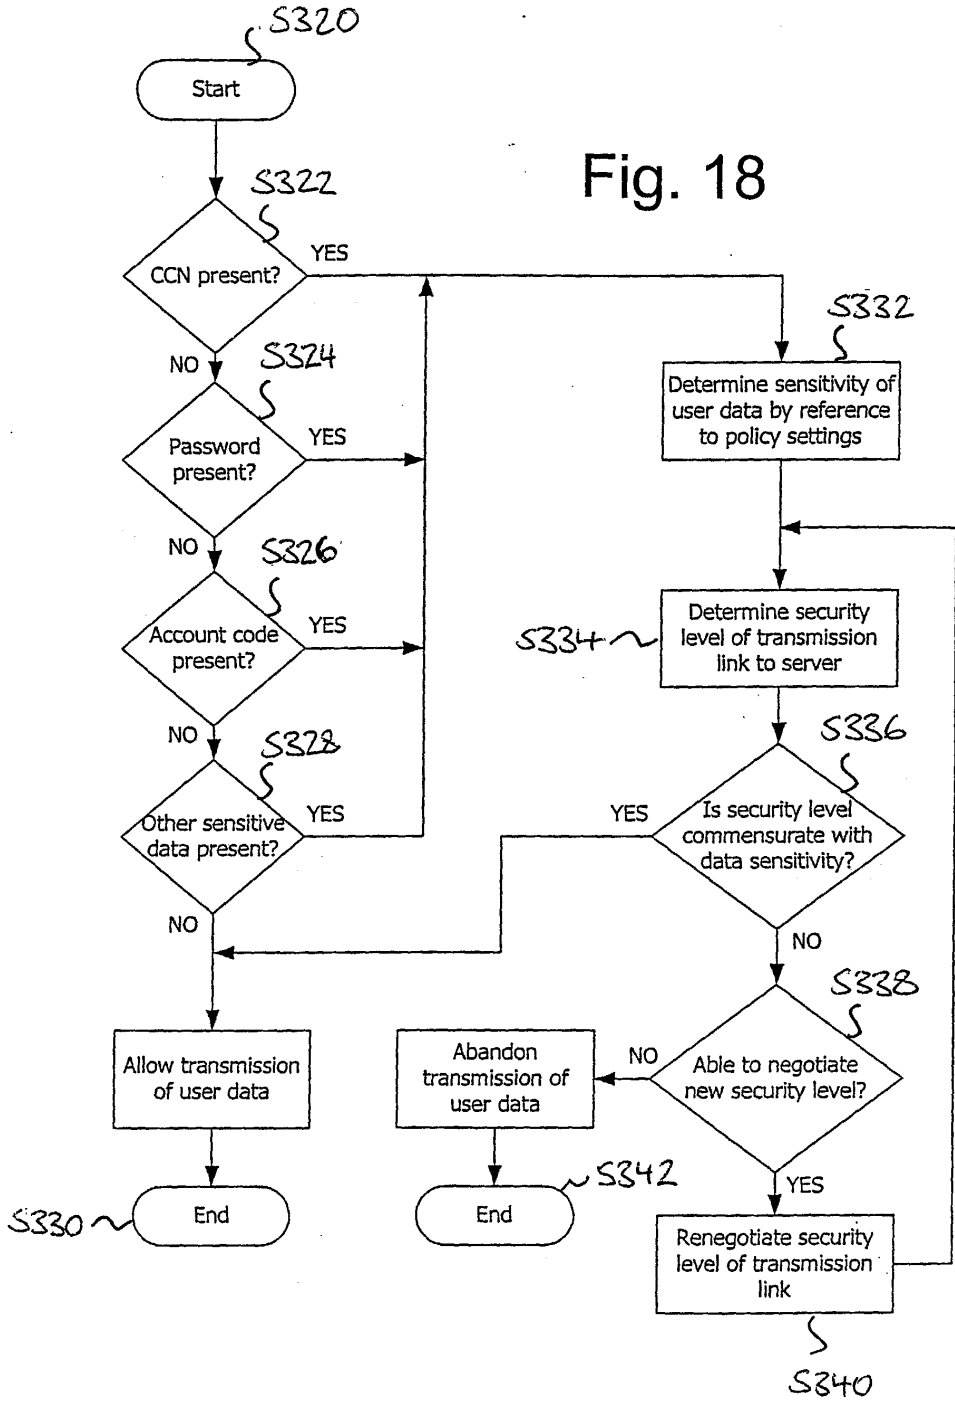 S320
Start
Fig. 18
S322
CCN present?
YES
NO
S324
Password
present?
YES
NO
S326
Account code
present?
YES
NO
S328
Other sensitive
data present?
YES
NO
Allow transmission
of user data
End
S330
S332
Determine sensitivity of
user data by reference
to policy settings
Determine security
level of transmission
link to server
S334
S336
Is security level
commensurate with
data sensitivity?
YES
NO
S338
Able to negotiate
new security level?
NO
Abandon
transmission of
user data
End
S342
YES
Renegotiate security
level of transmission
link
S340